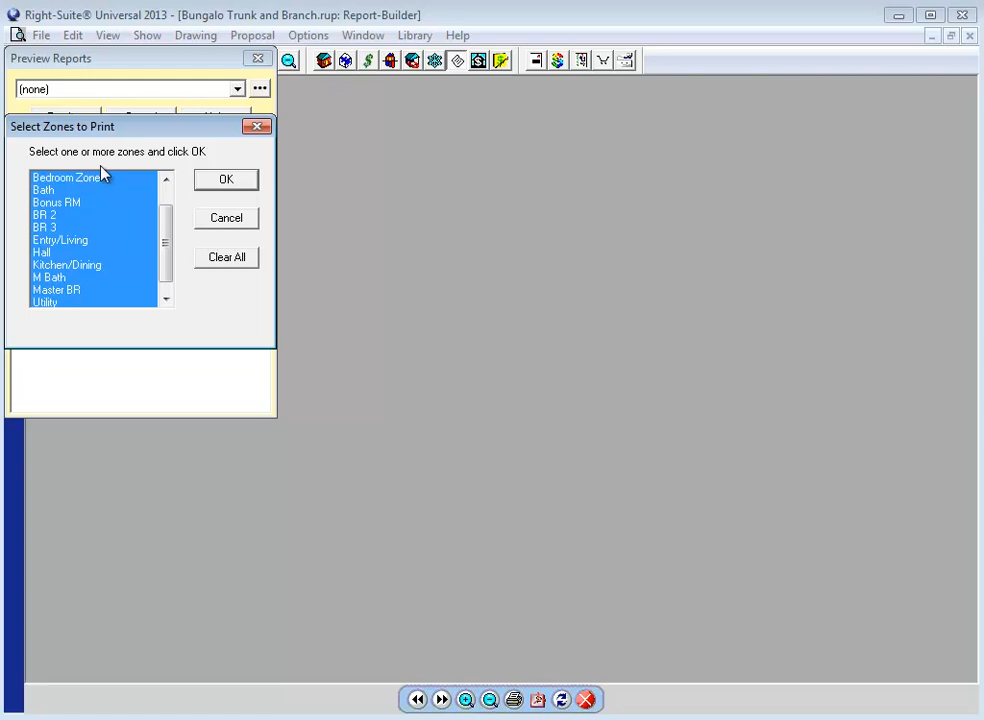 Right-Suite® Universal 2013 - [Bungalo Trunk and Branch.rup: Report-Builder]
File Edit View Show Drawing Proposal Options Window Library Help
Preview Reports
(none)
Select Zones to Print
Select one or more zones and click OK
Bedroom Zone
Bath
Bonus RM
BR 2
BR 3
Entry/Living
Hall
Kitchen/Dining
M Bath
Master BR
Utility
OK
Cancel
Clear All